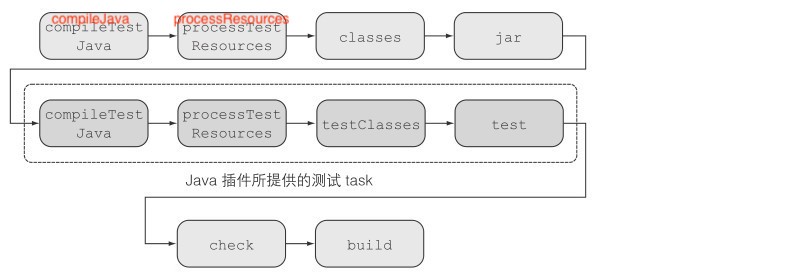 compileJava
processResources
compileTest
Java
processTest
Resources
classes
jar
compileTest
Java
processTest
Resources
testClasses
test
Java 插件所提供的测试 task
check
build